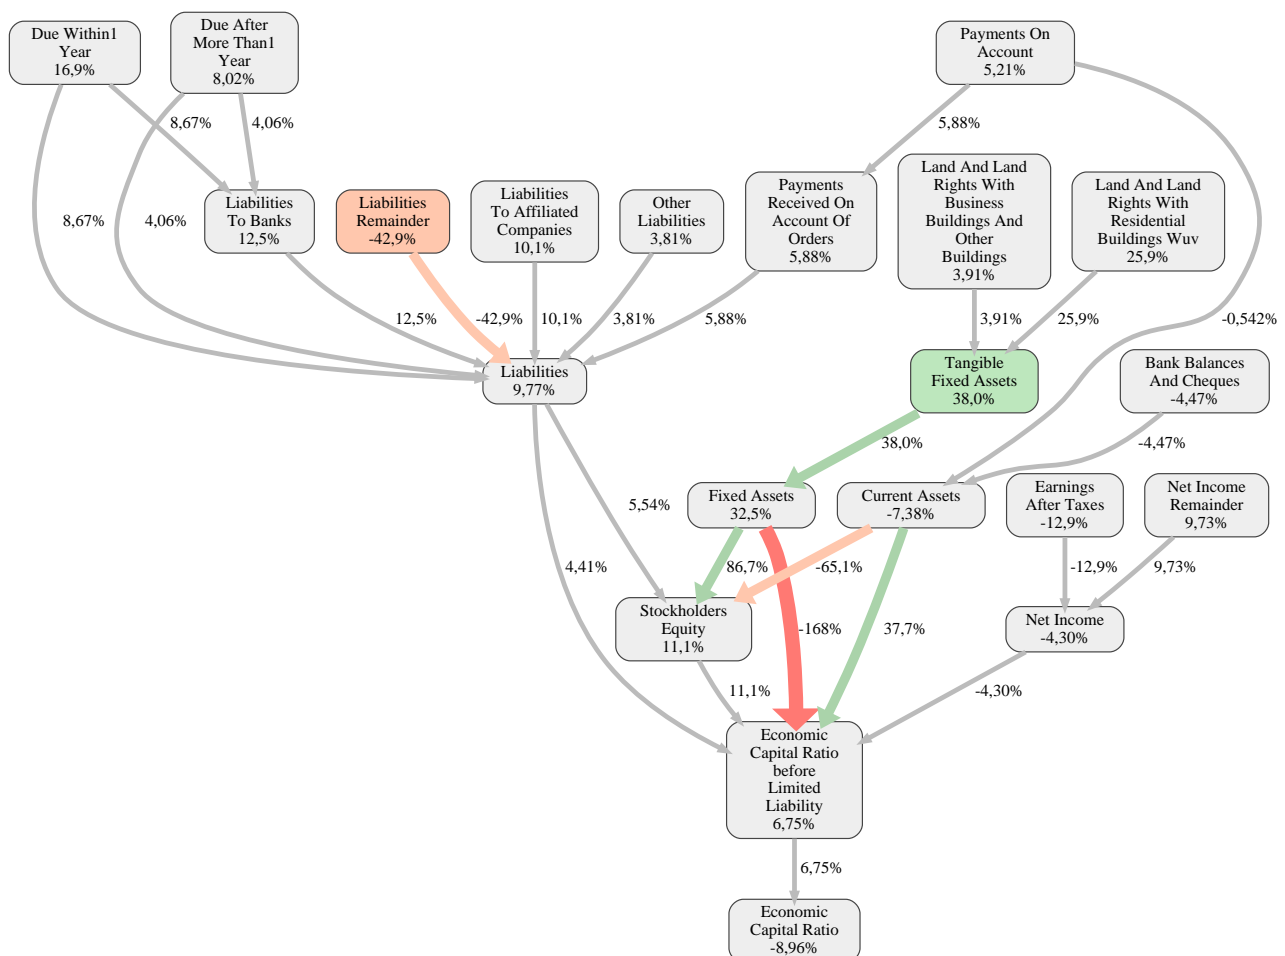 Due Within1
Year
16,9%
Due After
More Than1
Year
8,02%
Payments On
Account
5,21%
8,67%
4,06%
5,88%
Liabilities
To Banks
12,5%
Liabilities
Remainder
-42,9%
Liabilities
To Affiliated
Companies
10,1%
Other
Liabilities
3,81%
Payments
Received On
Account Of
Orders
5,88%
Land And Land
Rights With
Business
Buildings And
Other
Buildings
3,91%
Land And Land
Rights With
Residential
Buildings Wuv
25,9%
8,67%
4,06%
12,5%
-42,9%
10,1%
3,81%
5,88%
3,91%
25,9%
-0,542%
Liabilities
9,77%
Tangible
Fixed Assets
38,0%
Bank Balances
And Cheques
-4,47%
38,0%
-4,47%
Fixed Assets
32,5%
Current Assets
-7,38%
Earnings
After Taxes
-12,9%
Net Income
Remainder
9,73%
5,54%
4,41%
86,7%
-65,1%
-12,9%
9,73%
Stockholders
Equity
11,1%
-168%
37,7%
Net Income
-4,30%
11,1%
-4,30%
Economic
Capital Ratio
before
Limited
Liability
6,75%
6,75%
Economic
Capital Ratio
-8,96%